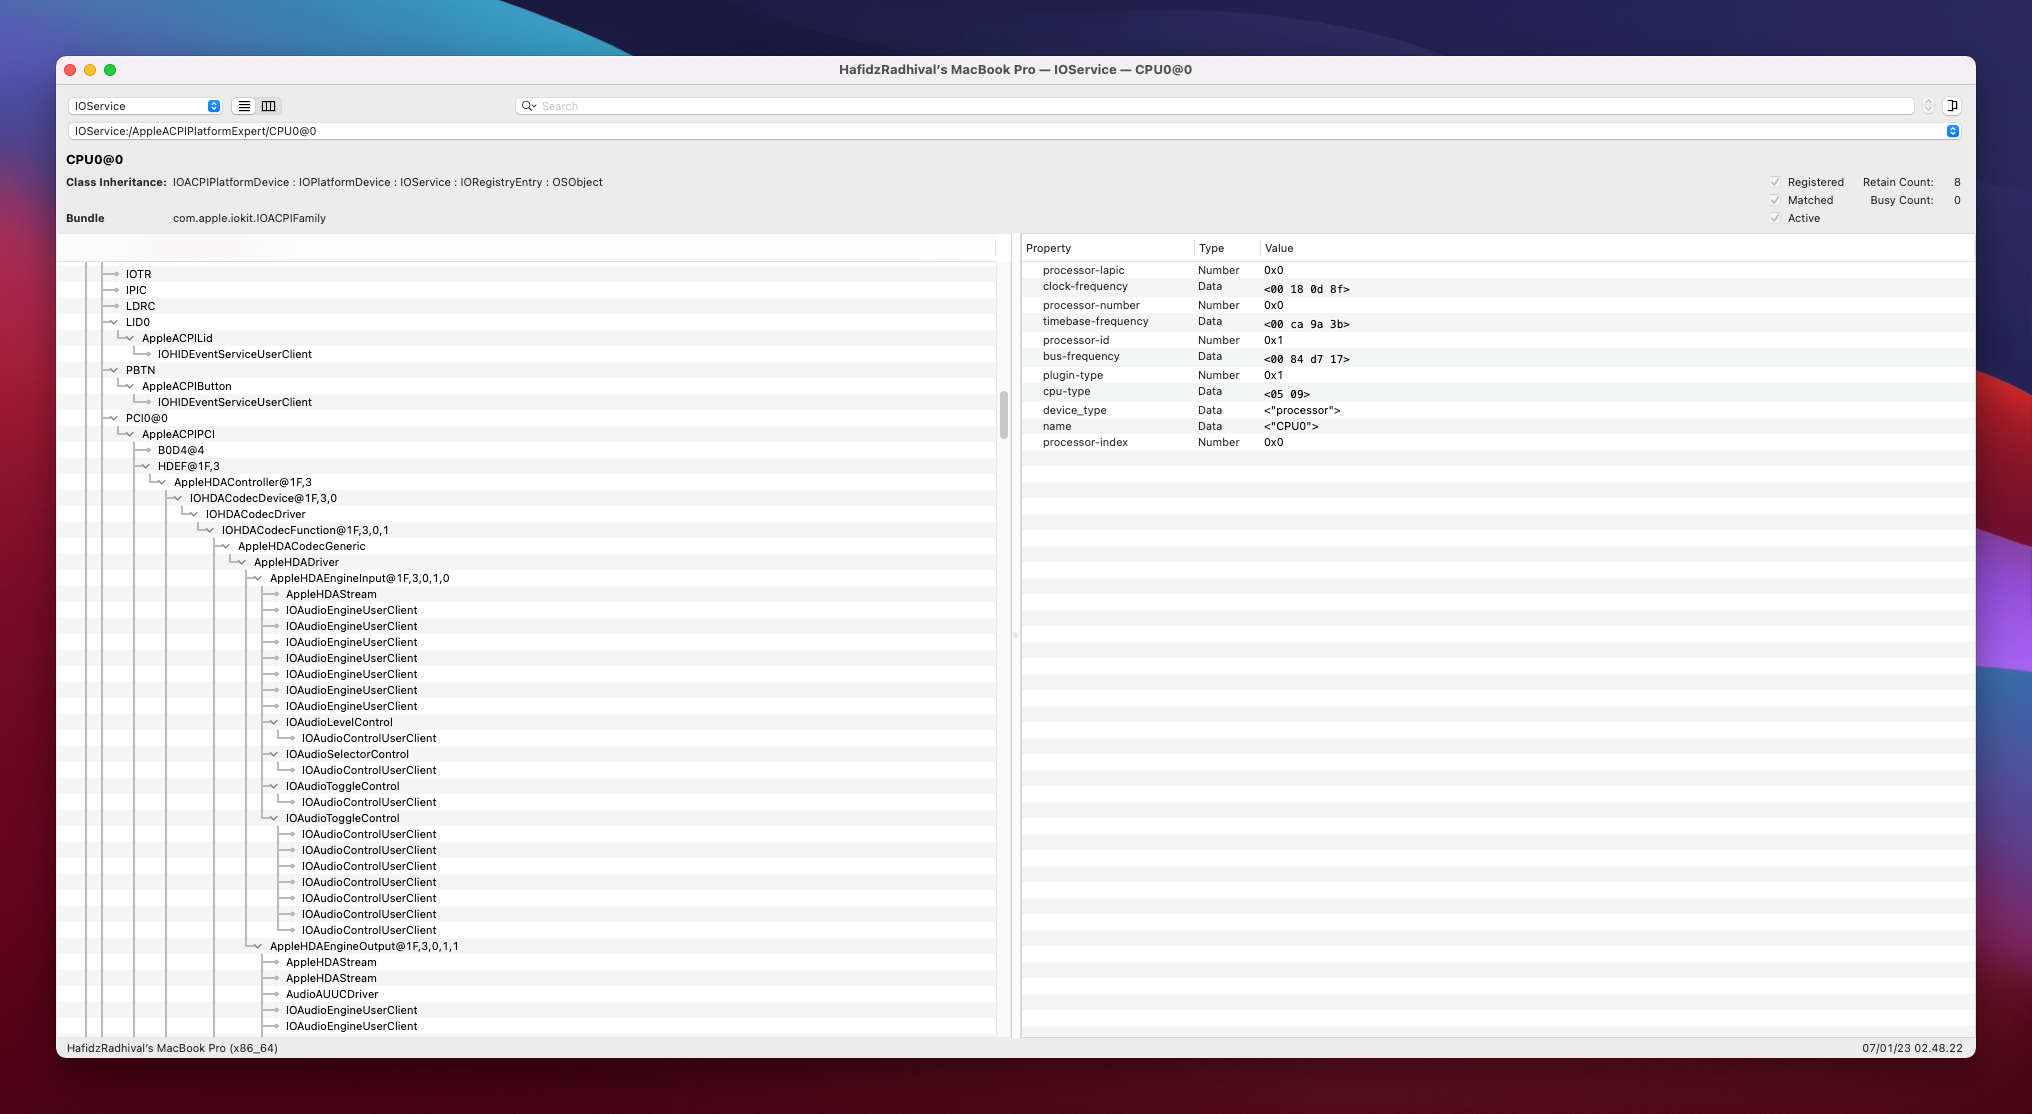 HafidzRadhival's MacBook Pro — IOService — CPU0@0
IOService
Search
IOService:/AppleACPIPlatformExpert/CPU0@0
CPU0@0
Class Inheritance: IOACPIPlatformDevice : IOPlatformDevice : IOService : IORegistryEntry : OSObject
Registered Retain Count: 8
Matched Busy Count: 0
Bundle com.apple.iokit.IOACPIFamily
Active
IOTR
IPIC
LDRC
LID0
AppleACPILid
IOHIDEventServiceUserClient
PBTN
AppleACPIButton
IOHIDEventServiceUserClient
PCI0@0
AppleACPIPCI
B0D4@4
HDEF@1F,3
AppleHDAController@1F,3
IOHDACodecDevice@1F,3,0
IOHDACodecDriver
IOHDACodecFunction@1F,3,0,1
AppleHDACodecGeneric
AppleHDADriver
AppleHDAEngineInput@1F,3,0,1,0
AppleHDAStream
IOAudioEngineUserClient
IOAudioEngineUserClient
IOAudioEngineUserClient
IOAudioEngineUserClient
IOAudioEngineUserClient
IOAudioEngineUserClient
IOAudioEngineUserClient
IOAudioLevelControl
IOAudioControlUserClient
IOAudioSelectorControl
IOAudioControlUserClient
IOAudioToggleControl
IOAudioControlUserClient
IOAudioToggleControl
IOAudioControlUserClient
IOAudioControlUserClient
IOAudioControlUserClient
IOAudioControlUserClient
IOAudioControlUserClient
IOAudioControlUserClient
IOAudioControlUserClient
AppleHDAEngineOutput@1F,3,0,1,1
AppleHDAStream
AppleHDAStream
AudioAUUCDriver
IOAudioEngineUserClient
IOAudioEngineUserClient
Property Type Value
processor-lapic Number 0x0
clock-frequency Data <00 18 0d 8f>
processor-number Number 0x0
timebase-frequency Data <00 ca 9a 3b>
processor-id Number 0x1
bus-frequency Data <00 84 d7 17>
plugin-type Number 0x1
cpu-type Data <05 09>
device_type Data <"processor">
name Data <"CPU0">
processor-index Number 0x0
HafidzRadhival's MacBook Pro (x86_64)
07/01/23 02.48.22